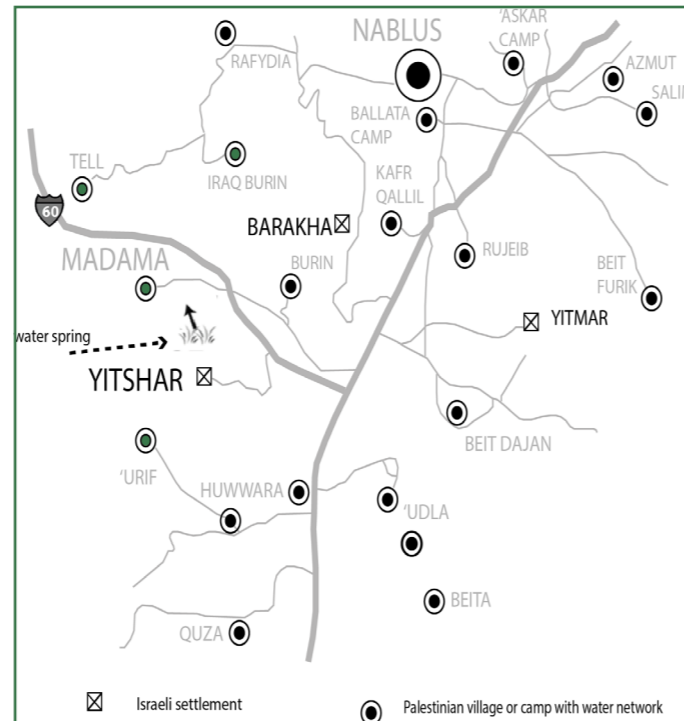 NABLUS
'ASKAR
CAMP
RAFYDIA
AZMUT
SALIM
BALLATA
CAMP
TELL
IRAQ BURIN
KAFR
QALLIL
60
BARAKHA
RUJEIB
MADAMA
BURIN
BEIT
FURIK
water spring
YITMAR
YITSHAR
BEIT DAJAN
'URIF
HUWWARA
'UDLA
BEITA
QUZA
Israeli settlement
Palestinian village or camp with water network